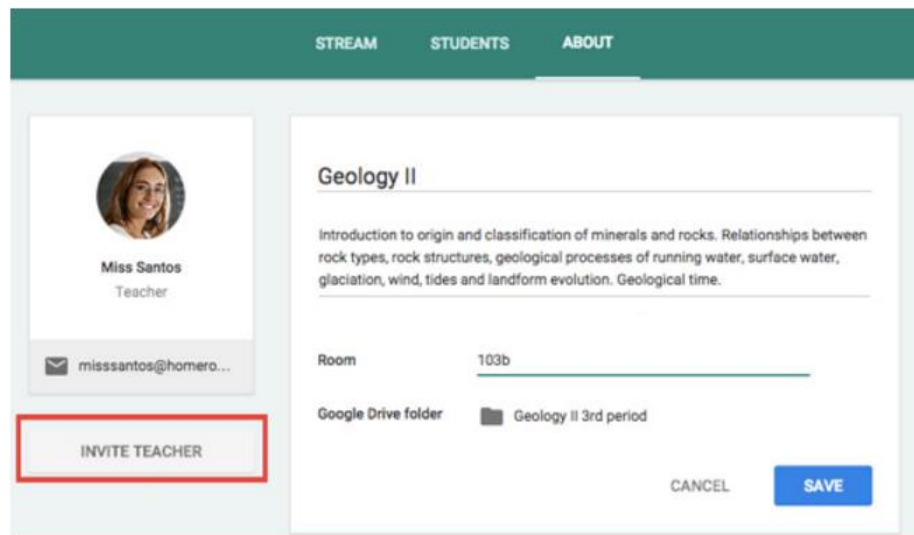 STREAM STUDENTS ABOUT
Miss Santos
Teacher
misssantos@homero...
INVITE TEACHER
Geology II
Introduction to origin and classification of minerals and rocks. Relationships between
rock types, rock structures, geological processes of running water, surface water,
glaciation, wind, tides and landform evolution. Geological time.
Room 103b
Google Drive folder Geology II 3rd period
CANCEL SAVE